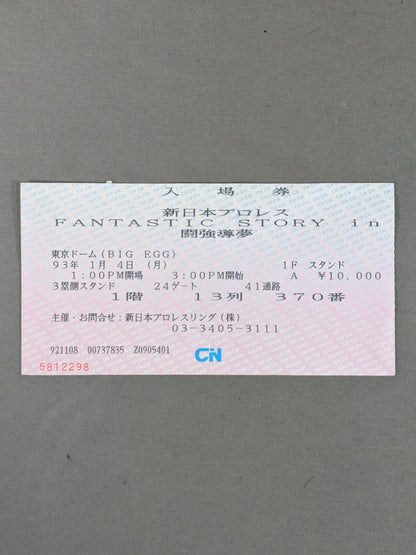 入場券
新日本プロレス
FANTASTIC STORY in
闘強導夢
東京ドーム(BIG EGG)
93年 1月 4日 (月) 1F スタンド
1:00PM開場 3:00PM開始 A ¥10,000
3塁側スタンド 24ゲート 41通路
1階 13列 370番
主催・お問合せ:新日本プロレスリング(株)
03-3405-3111
921108 00737835 Z0905401
CN
5812298